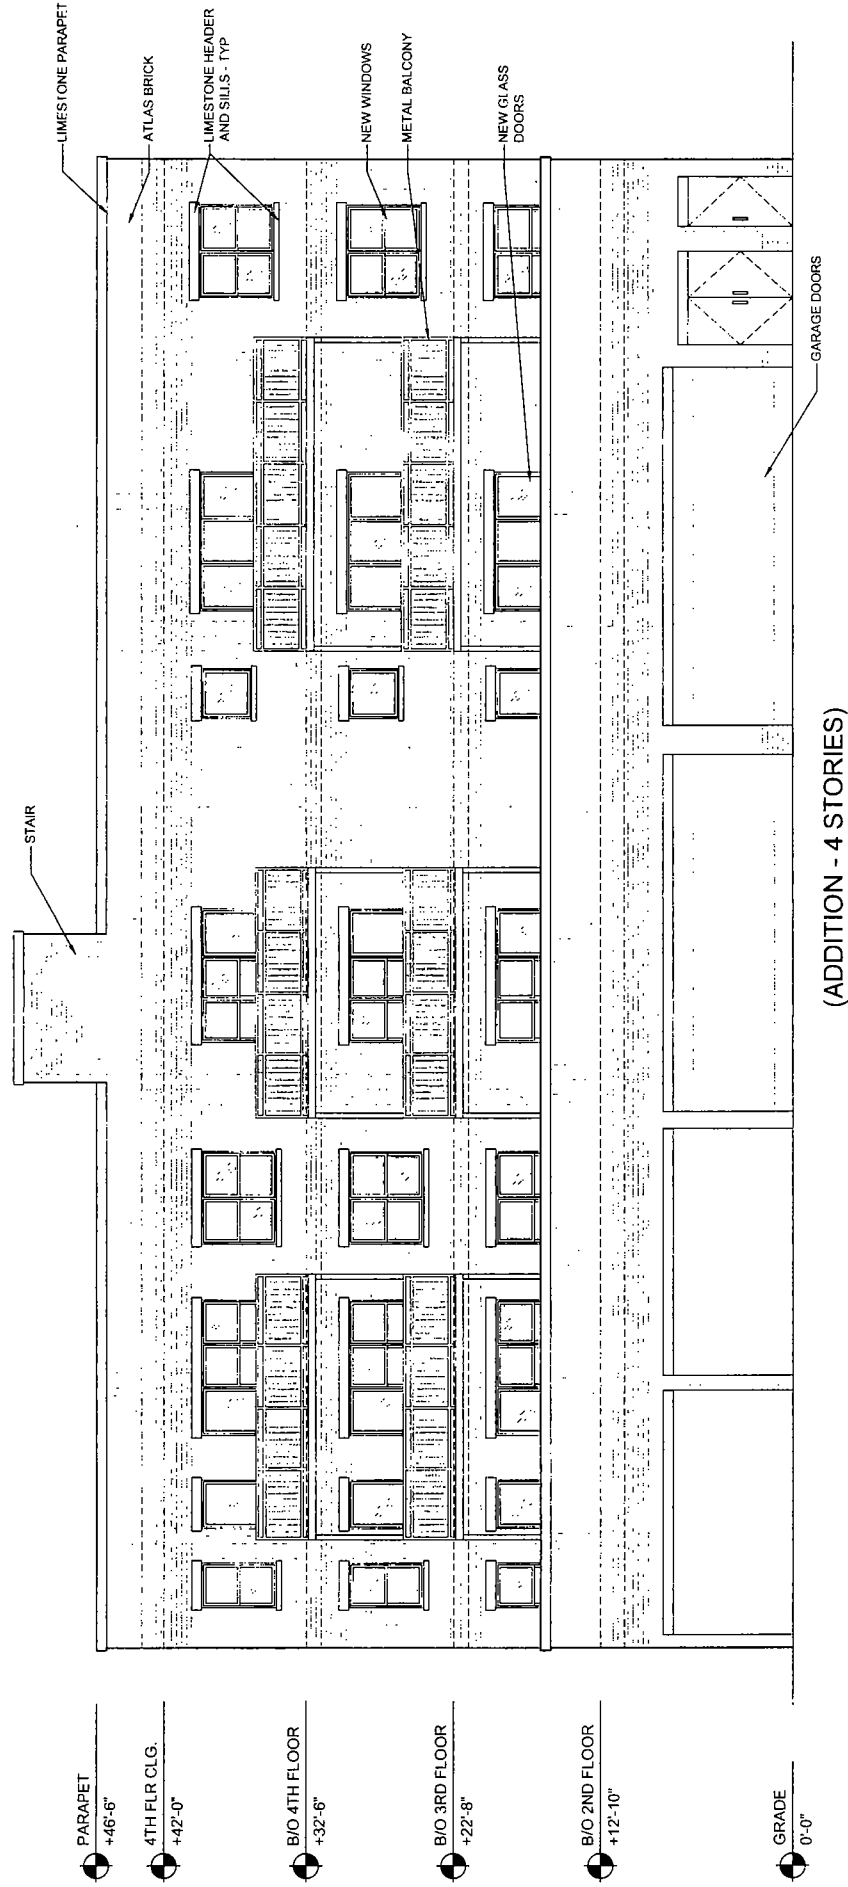 STAIR
LIMESTONE PARAPET
ATLAS BRICK
LIMESTONE HEADER
AND SILLS - TYP
NEW WINDOWS
METAL BALCONY
NEW GLASS
DOORS
GARAGE DOORS
PARAPET
+46'-6"
4TH FLR CLG.
+42'-0"
B/O 4TH FLOOR
+32'-6"
B/O 3RD FLOOR
+22'-8"
B/O 2ND FLOOR
+12'-10"
GRADE
0'-0"
(ADDITION - 4 STORIES)